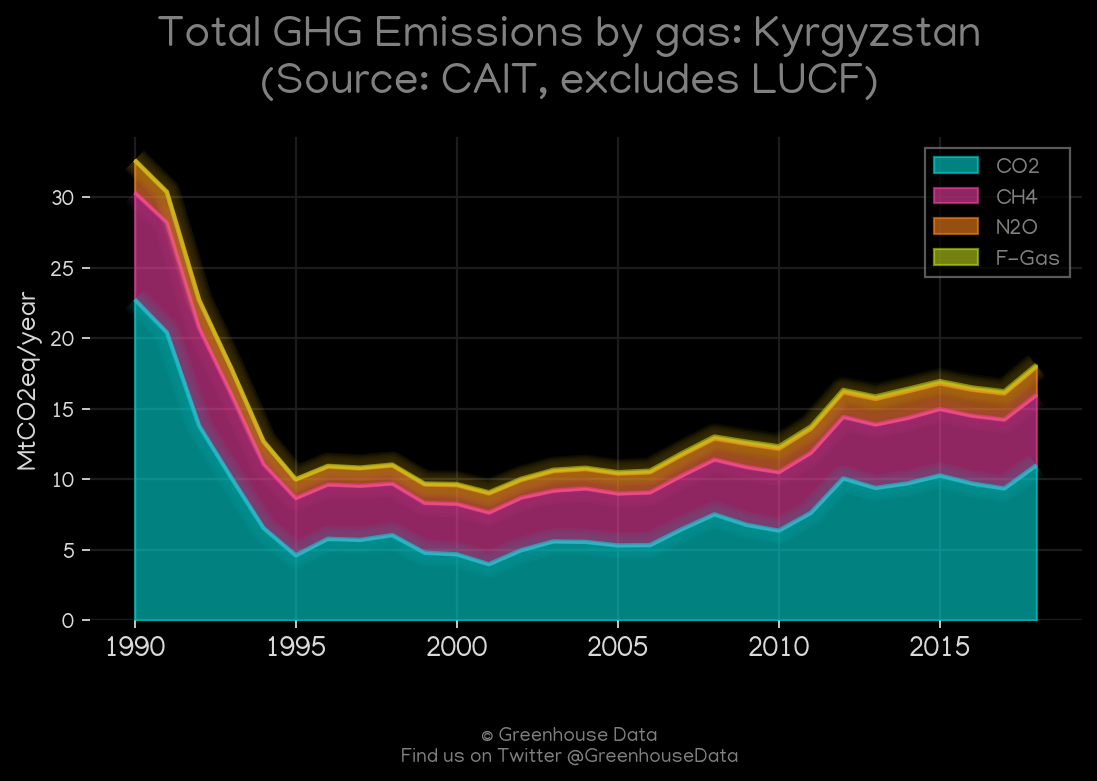 Total GHG Emissions by gas: Kyrgyzstan
(Source: CAIT, excludes LUCF)
CO2
CH4
N2O
F-Gas
MtCO2eq/year
30
25
20
15
10
5
0
1990 1995 2000 2005 2010 2015
© Greenhouse Data
Find us on Twitter @GreenhouseData